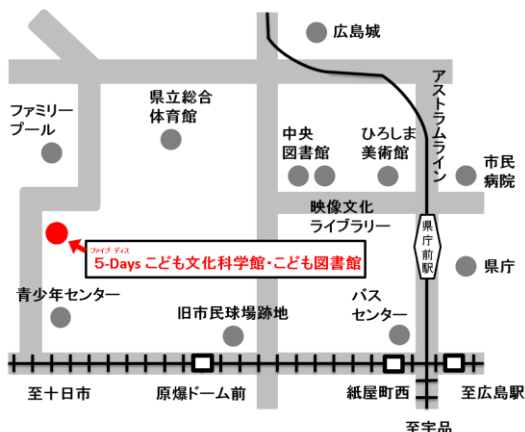 広島城
アストラムライン
ファミリー
プール
県立総合
体育館
中央
図書館
ひろしま
美術館
市民
病院
映像文化
ライブラリー
県庁前駅
ファイブ・デイズ
5-Days こども文化科学館・こども図書館
県庁
青少年センター
旧市民球場跡地
バス
センター
至十日市
原爆ドーム前
紙屋町西
至広島駅
至宇品